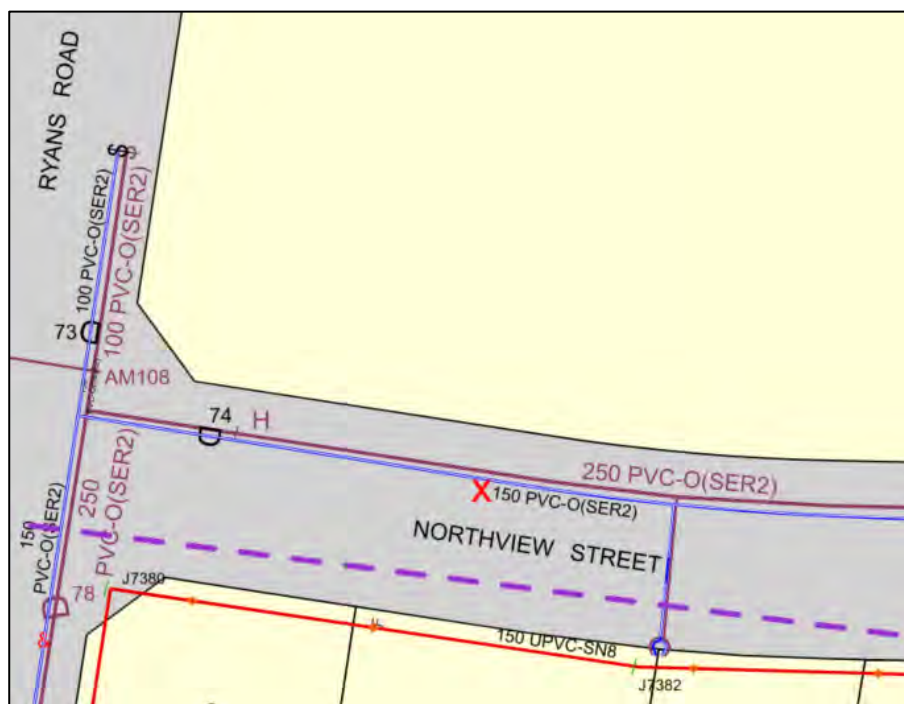 RYANS ROAD
100 PVC-O(SER2)
100 PVC-O(SER2)
73
AM108
74
H
250 PVC-O(SER2)
X
150 PVC-O(SER2)
NORTHVIEW STREET
150
PVC-O(SER2)
250
PVC-O(SER2)
78
J7380
150 UPVC-SN8
J7382